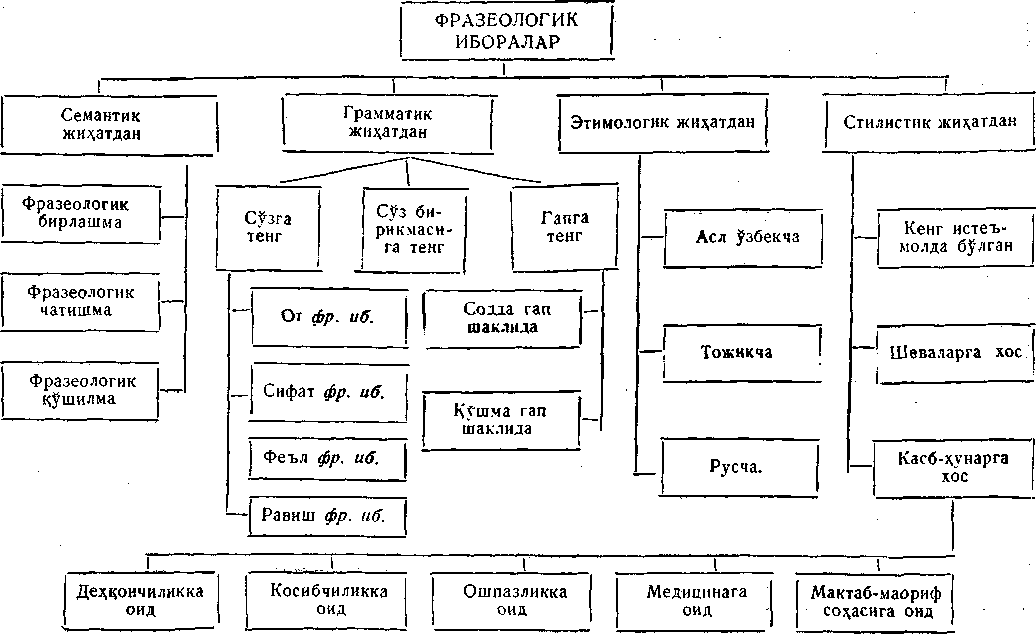 ФРАЗЕОЛОГИК
ИБОРАЛАР
Семантик
жиҳатдан
Грамматик
жиҳатдан
Этимологик жиҳатдан
Стилистик жиҳатдан
Фразеологик
бирлашма
Фразеологик
чатишма
Фразеологик
қўшилма
Сўзга
тенг
Сўз би-
рикмаси-
га тенг
Гапга
тенг
От фр. иб.
Сифат фр. иб.
Феъл фр. иб.
Равиш фр. иб.
Содда гап
шаклида
Қўшма гап
шаклида
Асл ўзбекча
Тожикча
Русча.
Кенг истеъ-
молда бўлган
Шеваларга хос
Касб-ҳунарга
хос
Деҳқончиликка
оид
Косибчиликка
оид
Ошпазликка
оид
Медицинага
оид
Мактаб-маориф
соҳасига оид